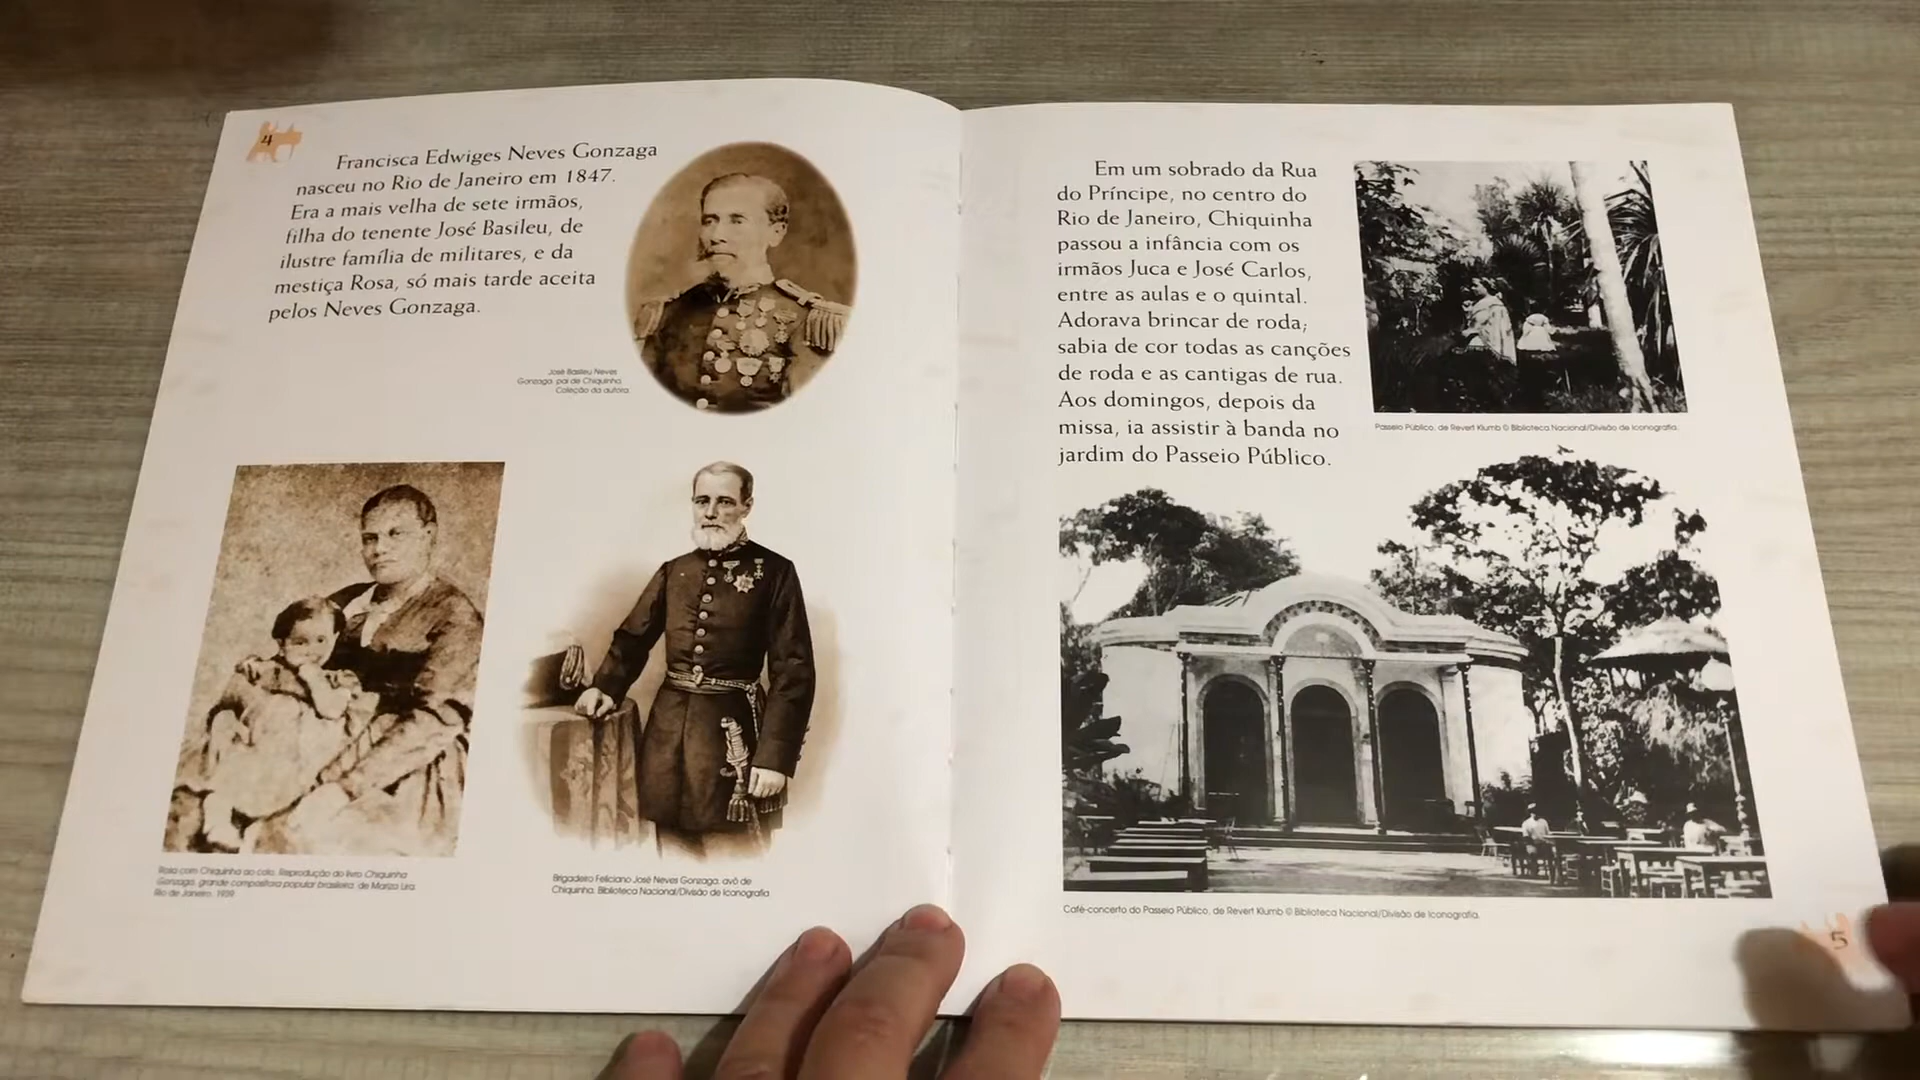 4
Francisca Edwiges Neves Gonzaga
nasceu no Rio de Janeiro em 1847.
Era a mais velha de sete irmãos,
filha do tenente José Basileu, de
ilustre família de militares, e da
mestiça Rosa, só mais tarde aceita
pelos Neves Gonzaga.
José Basileu Neves
Gonzaga, pai de Chiquinha.
Coleção da autora.
Rosa com Chiquinha ao colo. Reprodução do livro Chiquinha
Gonzaga, grande compositora popular brasileira, de Mariza Lira.
Rio de Janeiro, 1939.
Brigadeiro Feliciano José Neves Gonzaga, avô de
Chiquinha. Biblioteca Nacional/Divisão de Iconografia.
Em um sobrado da Rua
do Príncipe, no centro do
Rio de Janeiro, Chiquinha
passou a infância com os
irmãos Juca e José Carlos,
entre as aulas e o quintal.
Adorava brincar de roda;
sabia de cor todas as canções
de roda e as cantigas de rua.
Aos domingos, depois da
missa, ia assistir à banda no
jardim do Passeio Público.
Passeio Público, de Revert Klumb © Biblioteca Nacional/Divisão de Iconografia.
Café-concerto do Passeio Público, de Revert Klumb © Biblioteca Nacional/Divisão de Iconografia.
5